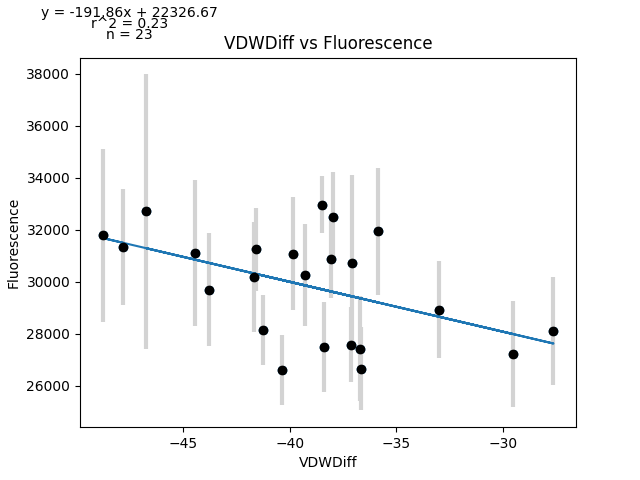 y = -191.86x + 22326.67
r^2 = 0.23
n = 23
VDWDiff vs Fluorescence
38000
36000
34000
32000
30000
28000
26000
Fluorescence
−45
−40
−35
−30
VDWDiff